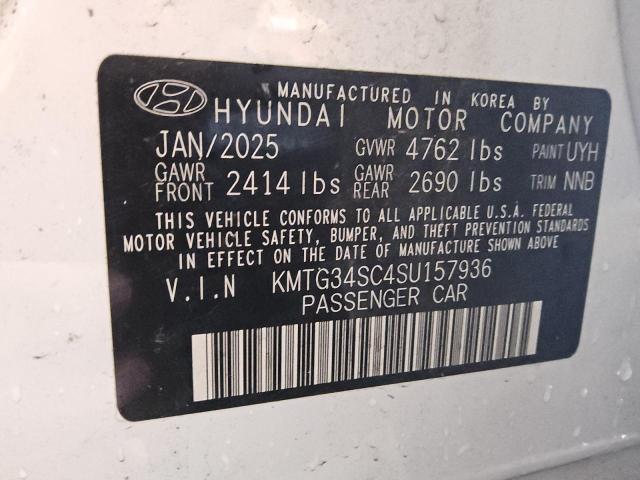 MANUFACTURED IN KOREA BY
HYUNDAI MOTOR COMPANY
JAN/2025 GVWR 4762 lbs PAINT UYH
GAWR FRONT 2414 lbs GAWR REAR 2690 lbs TRIM NNB
THIS VEHICLE CONFORMS TO ALL APPLICABLE U.S.A. FEDERAL
MOTOR VEHICLE SAFETY, BUMPER, AND THEFT PREVENTION STANDARDS
IN EFFECT ON THE DATE OF MANUFACTURE SHOWN ABOVE.
V.I.N KMTG34SC4SU157936
PASSENGER CAR